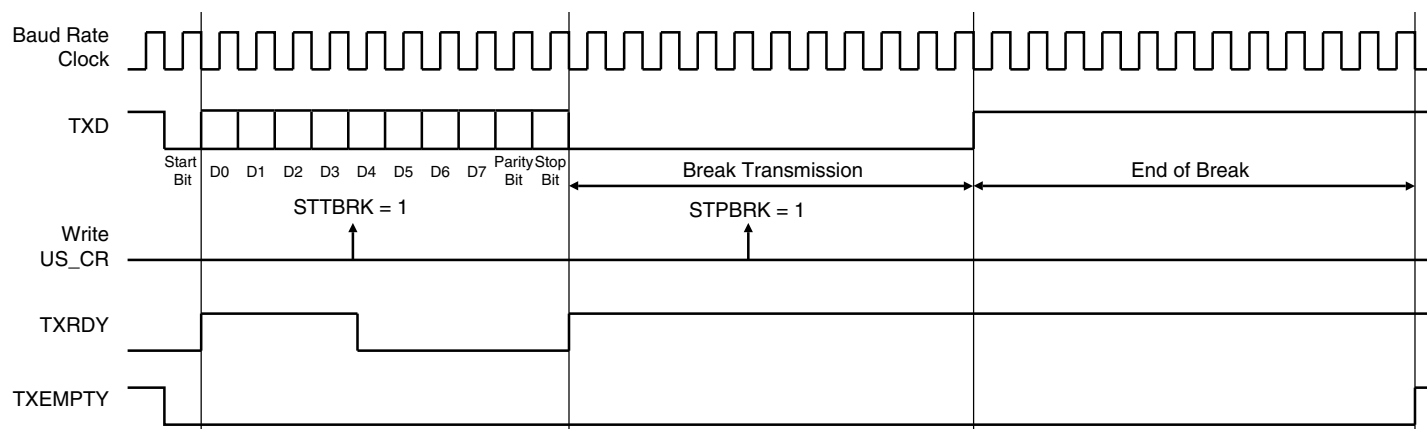 Baud Rate
Clock
TXD
Start
Bit
D0
D1
D2
D3
D4
D5
D6
D7
Parity
Bit
Stop
Bit
Break Transmission
End of Break
STTBRK = 1
STPBRK = 1
Write
US_CR
TXRDY
TXEMPTY